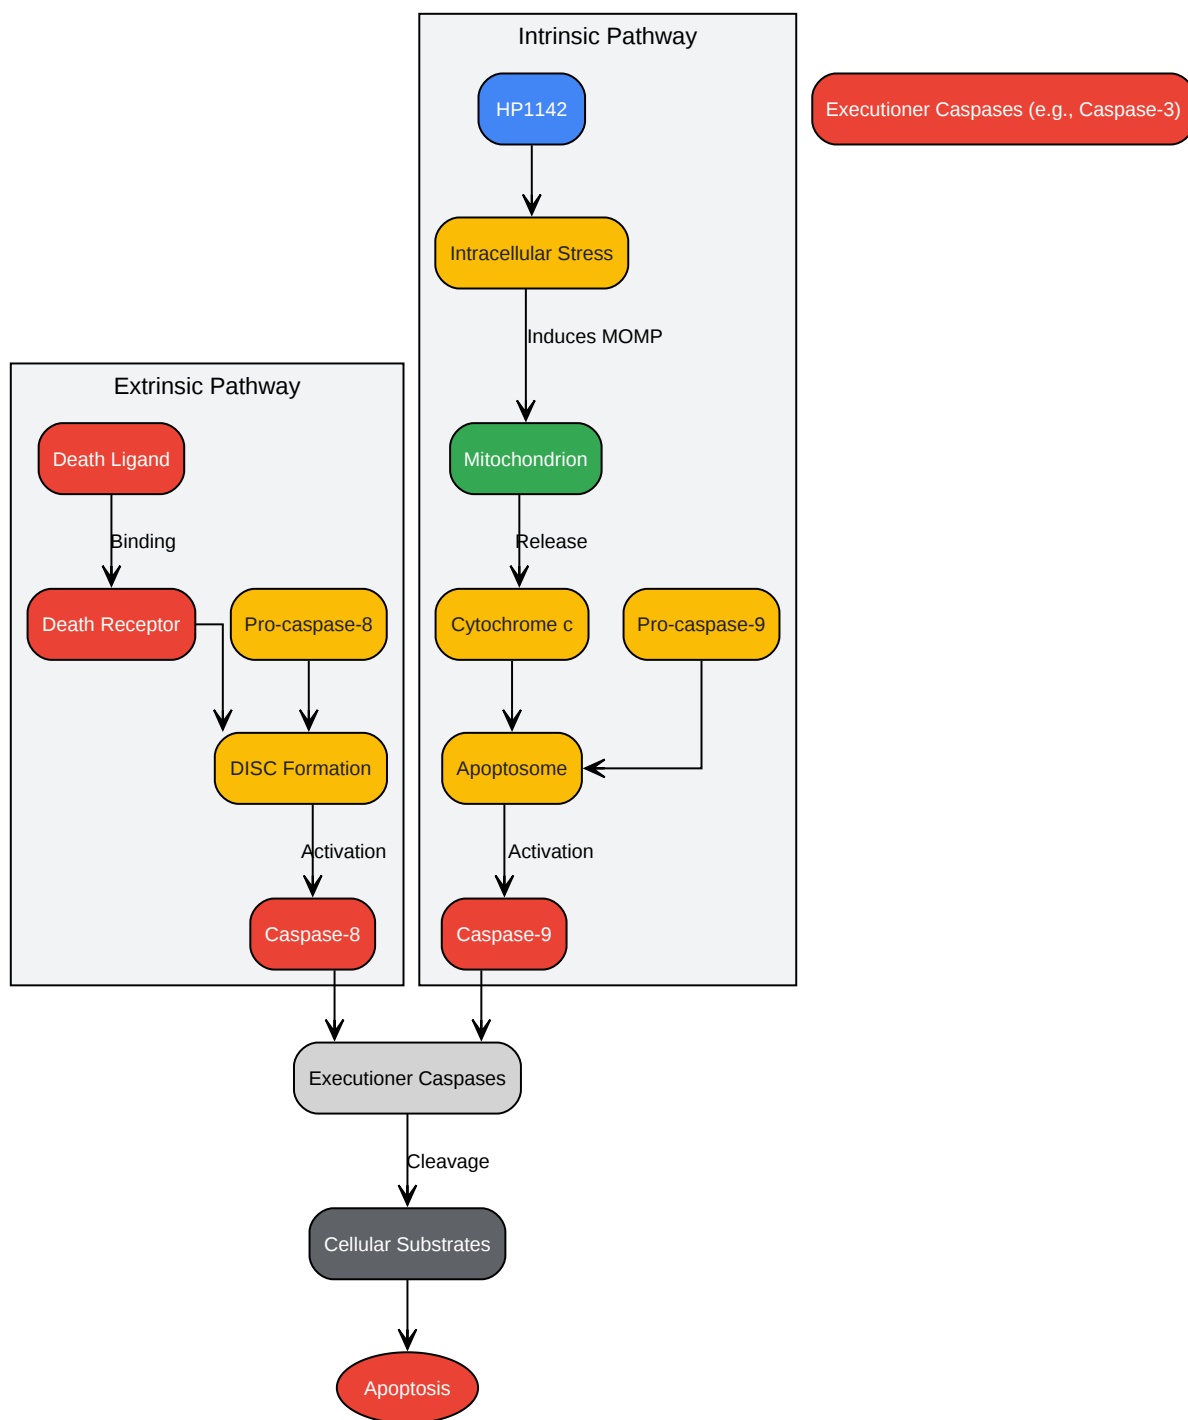 Intrinsic Pathway
HP1142
Executioner Caspases (e.g., Caspase-3)
Intracellular Stress
Induces MOMP
Extrinsic Pathway
Death Ligand
Mitochondrion
Binding
Release
Death Receptor
Pro-caspase-8
Cytochrome c
Pro-caspase-9
DISC Formation
Apoptosome
Activation
Activation
Caspase-8
Caspase-9
Executioner Caspases
Cleavage
Cellular Substrates
Apoptosis